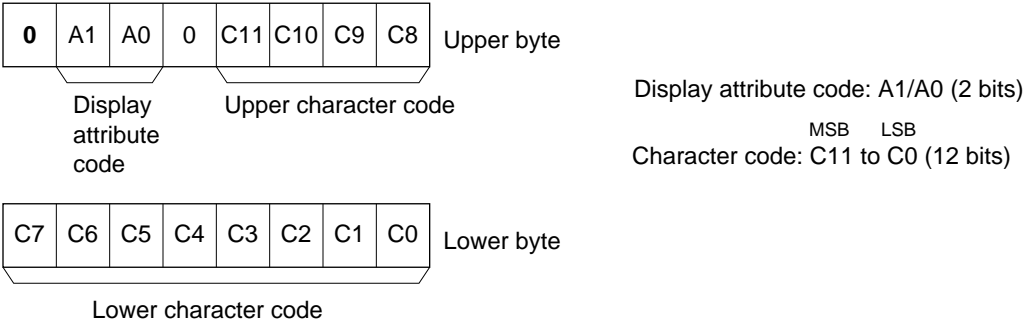 0 A1 A0 0 C11 C10 C9 C8 Upper byte
Display attribute code
Upper character code
Display attribute code: A1/A0 (2 bits)
MSB LSB
Character code: C11 to C0 (12 bits)
C7 C6 C5 C4 C3 C2 C1 C0 Lower byte
Lower character code